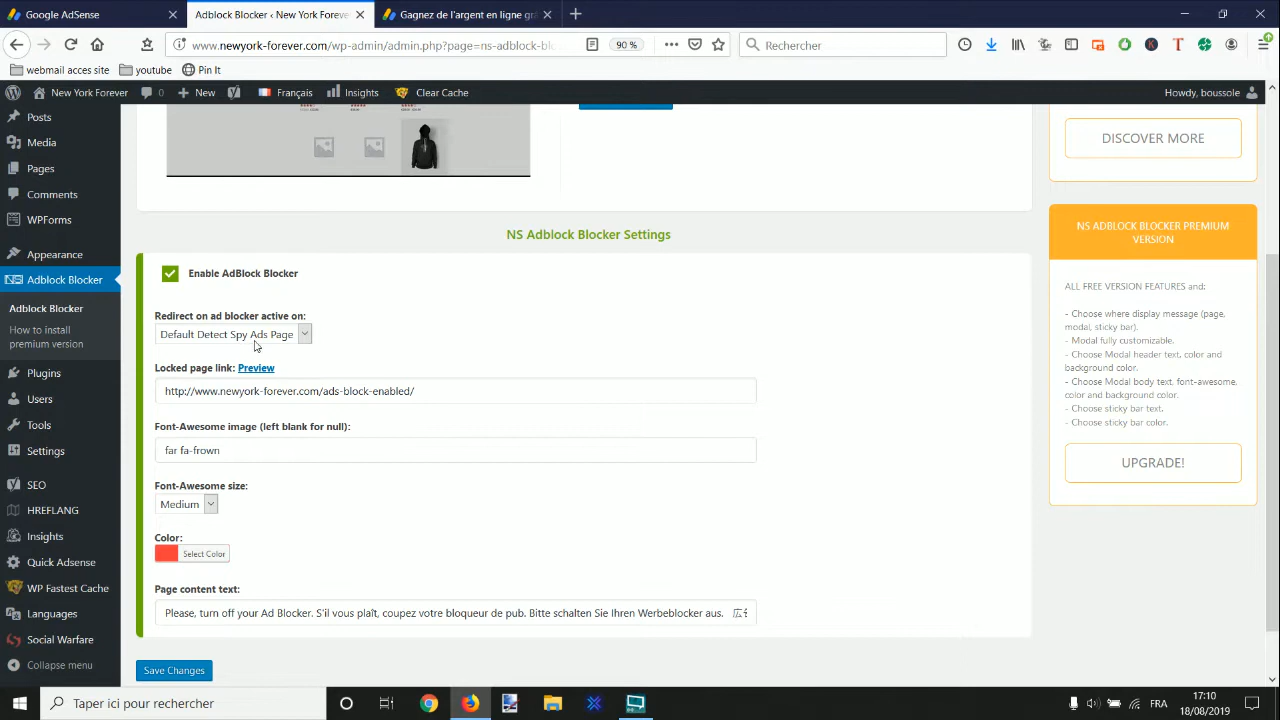 Google AdSense
Adblock Blocker ‹ New York Forever
Gagnez de l'argent en ligne gr
www.newyork-forever.com/wp-admin/admin.php?page=ns-adblock-blo
90 %
Rechercher
webmail acces site
youtube
Pin It
New York Forever
0
New
Français
Insights
Clear Cache
Howdy, boussole
Posts
Media
Pages
Comments
WPForms
Appearance
Adblock Blocker
Adblock Blocker
How to install
premium version
Plugins
Users
Tools
Settings
SEO
HREFLANG
Insights
Quick Adsense
WP Fastest Cache
Languages
Social Warfare
Collapse menu
NS Adblock Blocker Settings
Enable AdBlock Blocker
Redirect on ad blocker active on:
Default Detect Spy Ads Page
Locked page link: Preview
http://www.newyork-forever.com/ads-block-enabled/
Font-Awesome image (left blank for null):
far fa-frown
Font-Awesome size:
Medium
Color:
Select Color
Page content text:
Please, turn off your Ad Blocker. S'il vous plaît, coupez votre bloqueur de pub. Bitte schalten Sie Ihren Werbeblocker aus.
Save Changes
DISCOVER MORE
NS ADBLOCK BLOCKER PREMIUM
VERSION
ALL FREE VERSION FEATURES and:
- Choose where display message (page,
modal, sticky bar).
- Modal fully customizable.
- Choose Modal header text, color and
background color.
- Choose Modal body text, font-awesome,
color and background color.
- Choose sticky bar text.
- Choose sticky bar color.
UPGRADE!
Taper ici pour rechercher
FRA
17:10
18/08/2019